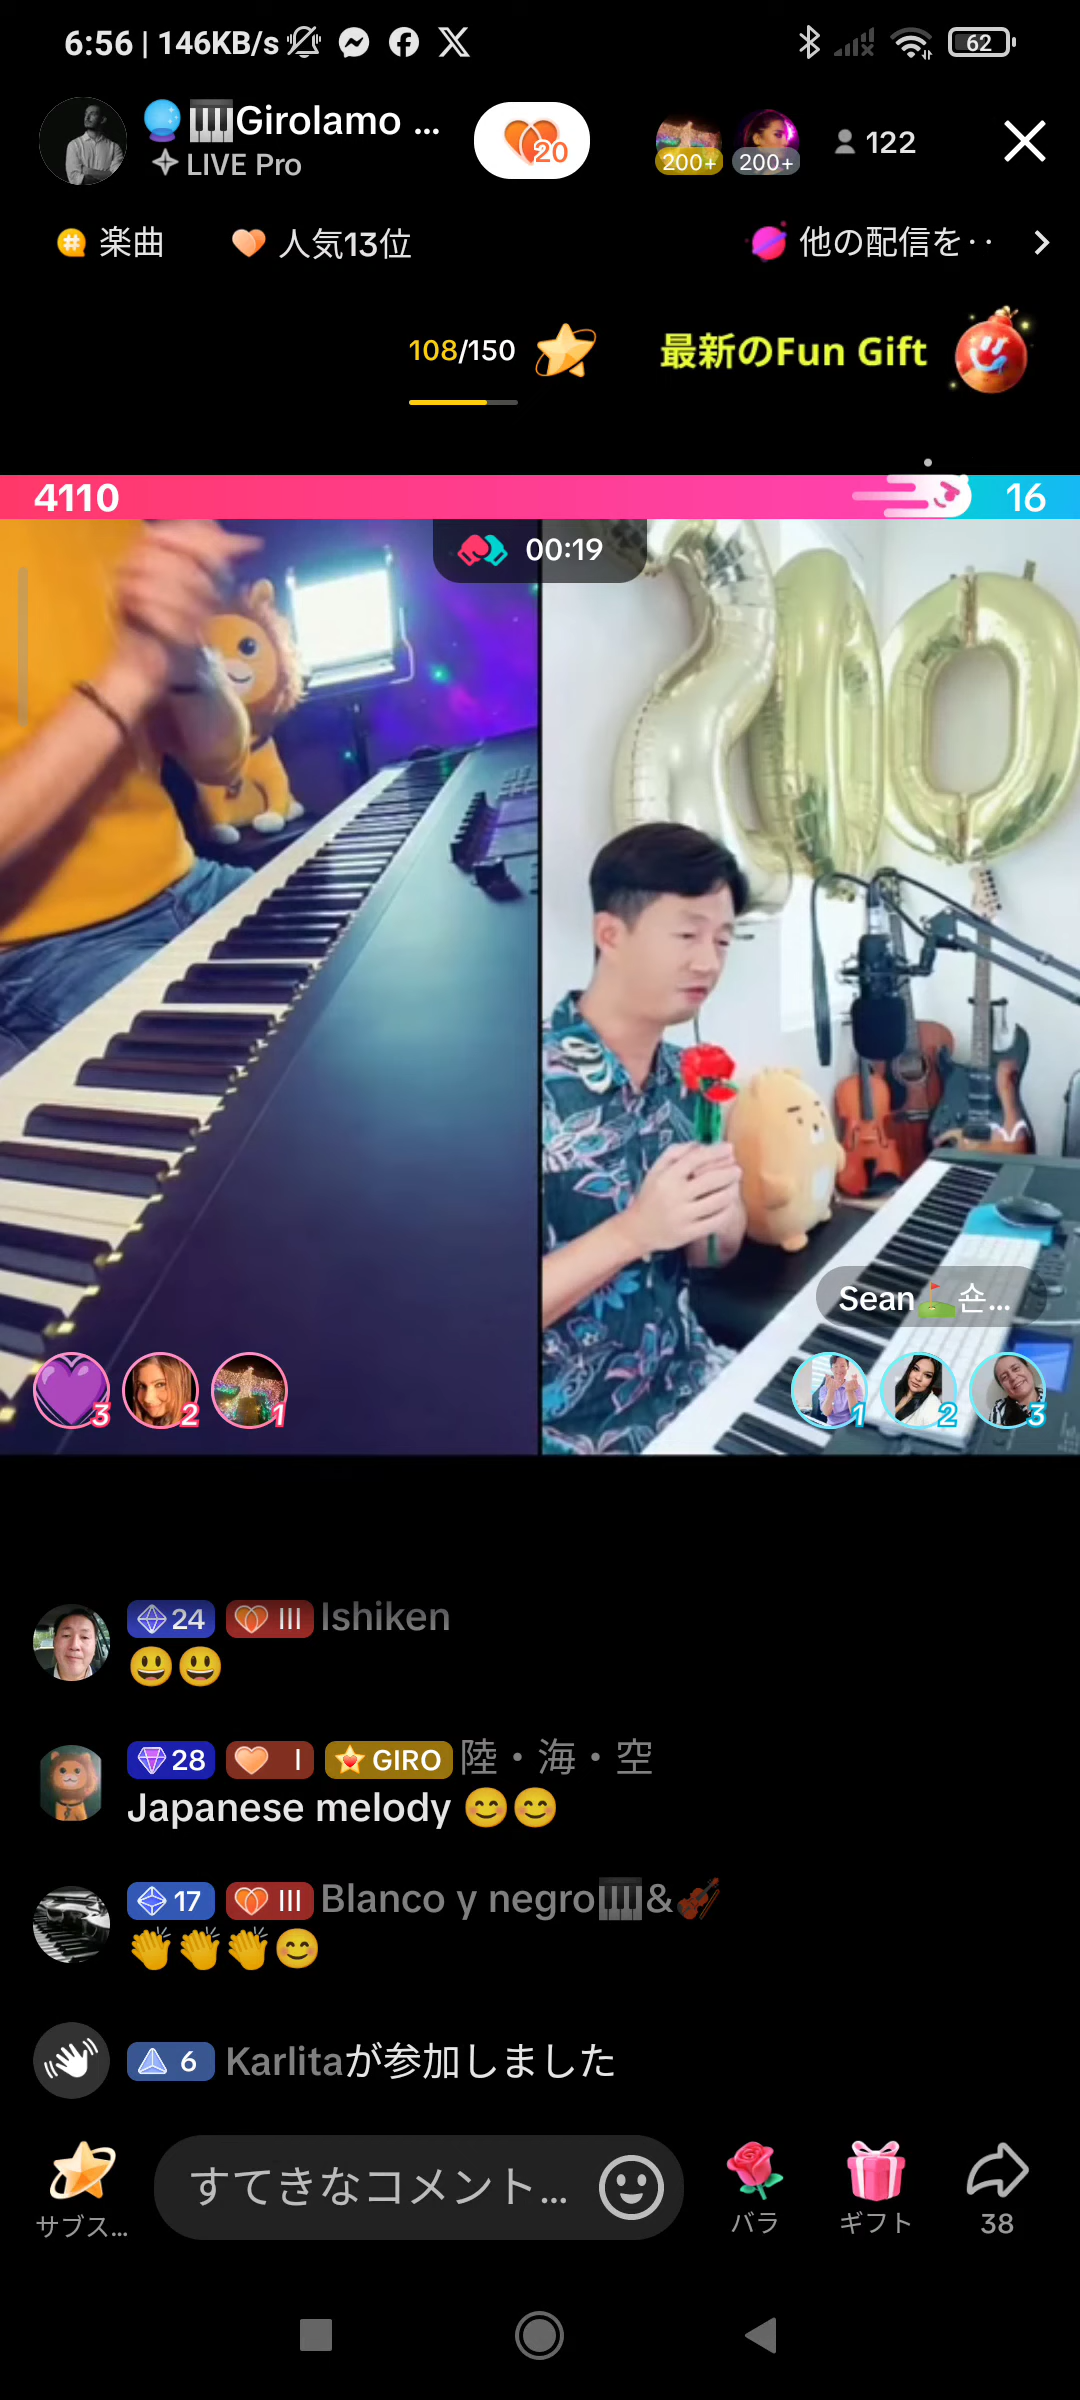 6:56 | 146KB/s
62
Girolamo ...
LIVE Pro
20
200+
200+
122
楽曲
人気13位
他の配信を‥
108/150
最新のFun Gift
4110
16
00:19
210
Sean 숀...
3 2 1
1 2 3
24 III Ishiken
28 I GIRO 陸・海・空
Japanese melody 😊😊
17 III Blanco y negro🎹&🎻
6 Karlitaが参加しました
すてきなコメント...
サブス...
バラ
ギフト
38